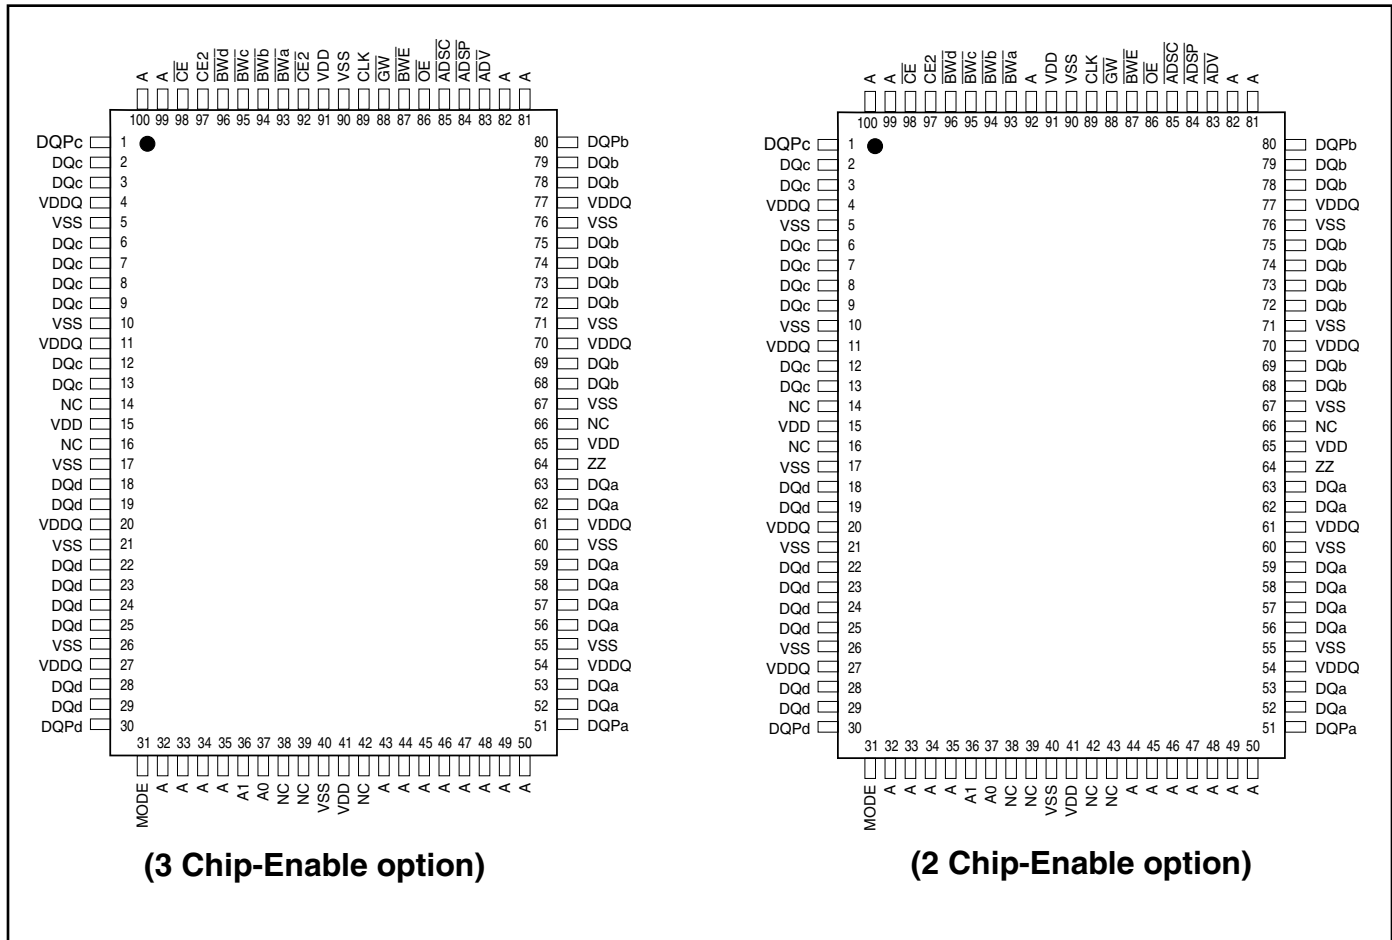 A A CE CE2 BWd BWc BWb BWa CE2 VDD VSS CLK GW BWE OE ADSC ADSP ADV A A
100 99 98 97 96 95 94 93 92 91 90 89 88 87 86 85 84 83 82 81
DQPc 1 80 DQPb
DQc 2 79 DQb
DQc 3 78 DQb
VDDQ 4 77 VDDQ
VSS 5 76 VSS
DQc 6 75 DQb
DQc 7 74 DQb
DQc 8 73 DQb
DQc 9 72 DQb
VSS 10 71 VSS
VDDQ 11 70 VDDQ
DQc 12 69 DQb
DQc 13 68 DQb
NC 14 67 VSS
VDD 15 66 NC
NC 16 65 VDD
VSS 17 64 ZZ
DQd 18 63 DQa
DQd 19 62 DQa
VDDQ 20 61 VDDQ
VSS 21 60 VSS
DQd 22 59 DQa
DQd 23 58 DQa
DQd 24 57 DQa
DQd 25 56 DQa
VSS 26 55 VSS
VDDQ 27 54 VDDQ
DQd 28 53 DQa
DQd 29 52 DQa
DQPd 30 51 DQPa
31 32 33 34 35 36 37 38 39 40 41 42 43 44 45 46 47 48 49 50
MODE A A A A A1 A0 NC NC VSS VDD NC A A A A A A A A
(3 Chip-Enable option)
A A CE CE2 BWd BWc BWb BWa A VDD VSS CLK GW BWE OE ADSC ADSP ADV A A
100 99 98 97 96 95 94 93 92 91 90 89 88 87 86 85 84 83 82 81
DQPc 1 80 DQPb
DQc 2 79 DQb
DQc 3 78 DQb
VDDQ 4 77 VDDQ
VSS 5 76 VSS
DQc 6 75 DQb
DQc 7 74 DQb
DQc 8 73 DQb
DQc 9 72 DQb
VSS 10 71 VSS
VDDQ 11 70 VDDQ
DQc 12 69 DQb
DQc 13 68 DQb
NC 14 67 VSS
VDD 15 66 NC
NC 16 65 VDD
VSS 17 64 ZZ
DQd 18 63 DQa
DQd 19 62 DQa
VDDQ 20 61 VDDQ
VSS 21 60 VSS
DQd 22 59 DQa
DQd 23 58 DQa
DQd 24 57 DQa
DQd 25 56 DQa
VSS 26 55 VSS
VDDQ 27 54 VDDQ
DQd 28 53 DQa
DQd 29 52 DQa
DQPd 30 51 DQPa
31 32 33 34 35 36 37 38 39 40 41 42 43 44 45 46 47 48 49 50
MODE A A A A A1 A0 NC NC VSS VDD NC NC A A A A A A A
(2 Chip-Enable option)